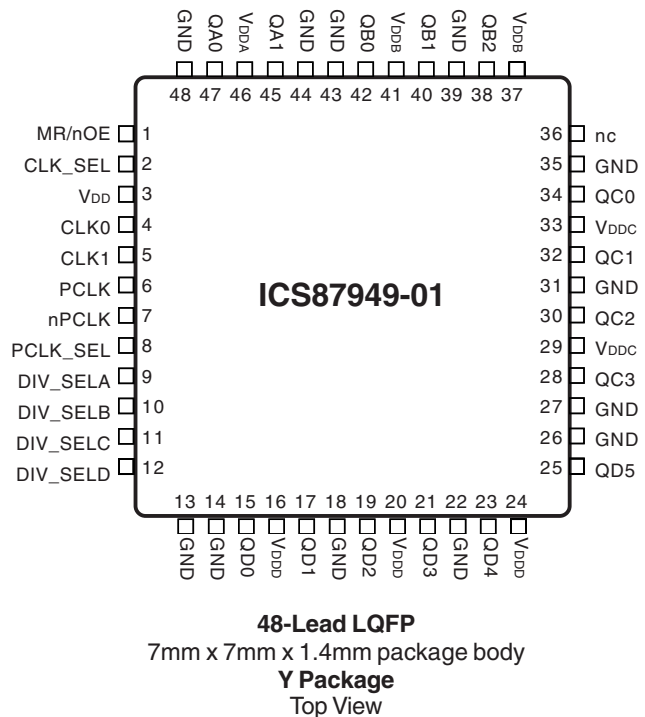 GND QA0 VDDA QA1 GND GND QB0 VDDB QB1 GND QB2 VDDB
48 47 46 45 44 43 42 41 40 39 38 37
MR/nOE 1
CLK_SEL 2
VDD 3
CLK0 4
CLK1 5
PCLK 6
nPCLK 7
PCLK_SEL 8
DIV_SELA 9
DIV_SELB 10
DIV_SELC 11
DIV_SELD 12
ICS87949-01
36 nc
35 GND
34 QC0
33 VDDC
32 QC1
31 GND
30 QC2
29 VDDC
28 QC3
27 GND
26 GND
25 QD5
13 14 15 16 17 18 19 20 21 22 23 24
GND GND QD0 VDDD QD1 GND QD2 VDDD QD3 GND QD4 VDDD
48-Lead LQFP
7mm x 7mm x 1.4mm package body
Y Package
Top View